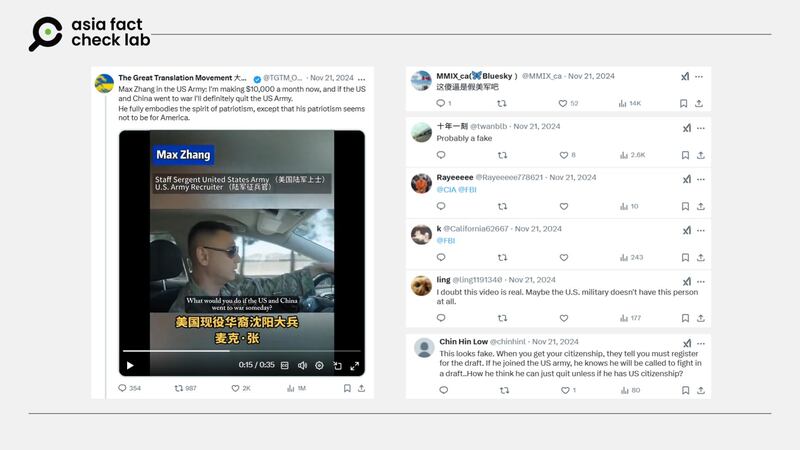 asia fact
check lab
The Great Translation Movement 大... @TGTM_O... · Nov 21, 2024 ...
Max Zhang in the US Army: I'm making $10,000 a month now, and if the US
and China went to war I'll definitely quit the US Army.
He fully embodies the spirit of patriotism, except that his patriotism seems
not to be for America.
Max Zhang
Staff Sergent United States Army （美国陆军上士）
U.S. Army Recruiter （陆军征兵官）
What would you do if the US and China
went to war someday?
美国现役华裔沈阳大兵
麦克·张
0:15 / 0:35
354 987 2K 1M
MMIX_ca( Bluesky ) @MMIX_ca · Nov 21, 2024
这傻逼是假美军吧
1 52 14K
十年一刻 @twanblb · Nov 21, 2024
Probably a fake
8 2.6K
Rayeeeee @Rayeeeee778621 · Nov 21, 2024
@CIA @FBI
10
k @California62667 · Nov 21, 2024
@FBI
243
ling @ling1191340 · Nov 21, 2024
I doubt this video is real. Maybe the U.S. military doesn't have this person
at all.
177
Chin Hin Low @chinhinl · Nov 21, 2024
This looks fake. When you get your citizenship, they tell you must register
for the draft. If he joined the US army, he knows he will be called to fight in
a draft..How he think he can just quit unless if he has US citizenship?
1 80